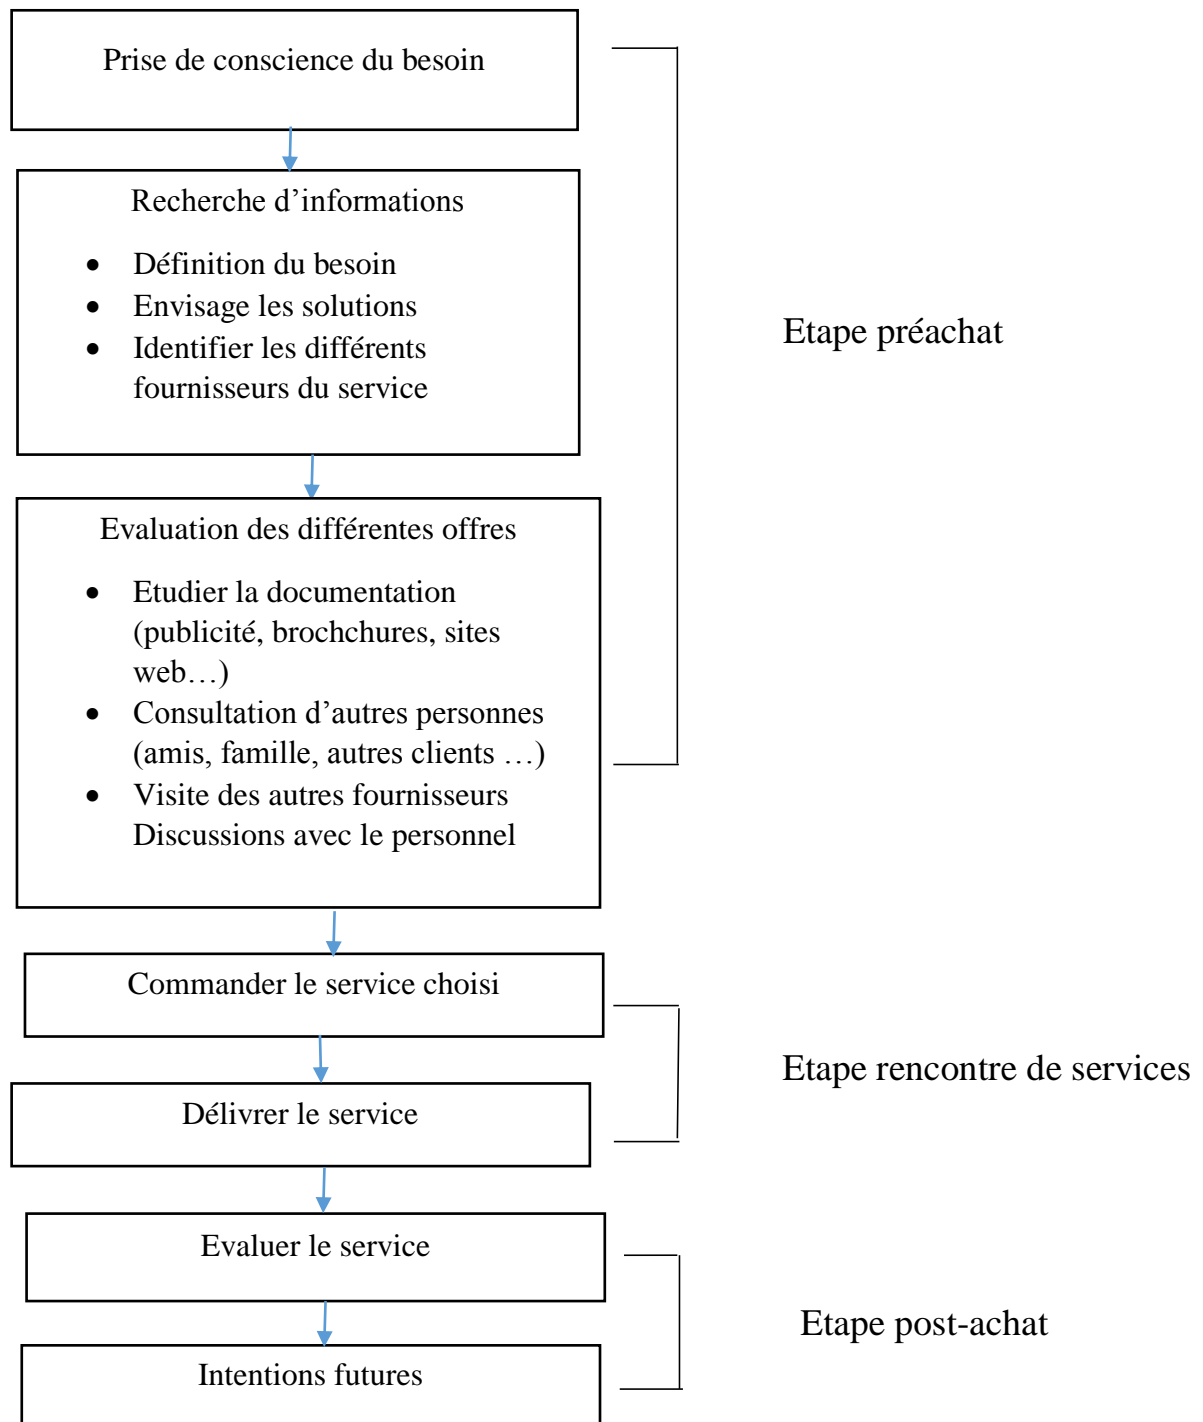 Prise de conscience du besoin
Recherche d’informations
• Définition du besoin
• Envisage les solutions
• Identifier les différents
fournisseurs du service
Etape préachat
Evaluation des différentes offres
• Etudier la documentation
(publicité, brochchures, sites
web…)
• Consultation d’autres personnes
(amis, famille, autres clients …)
• Visite des autres fournisseurs
Discussions avec le personnel
Commander le service choisi
Etape rencontre de services
Délivrer le service
Evaluer le service
Etape post-achat
Intentions futures